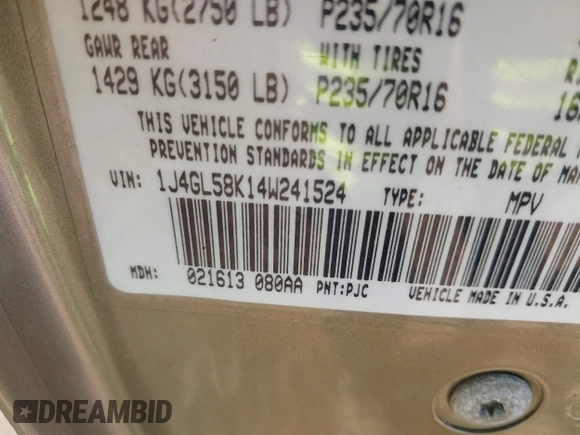 1248 KG(2750 LB) P235/70R16
GAWR REAR WITH TIRES
1429 KG(3150 LB) P235/70R16
THIS VEHICLE CONFORMS TO ALL APPLICABLE FEDERAL
PREVENTION STANDARDS IN EFFECT ON THE DATE OF
VIN: 1J4GL58K14W241524 TYPE: MPV
MDH: 021613 080AA PNT:PJC VEHICLE MADE IN U.S.A.
DREAMBID